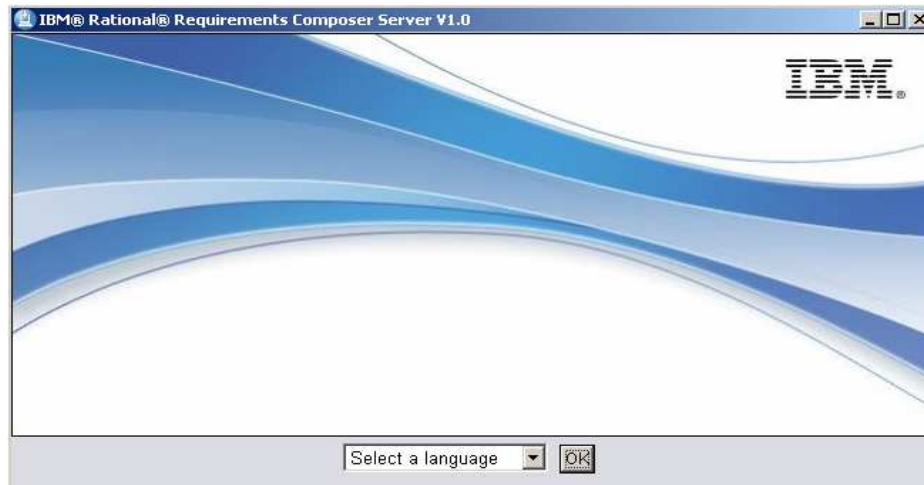 IBM® Rational® Requirements Composer Server V1.0
IBM®
Select a language
OK